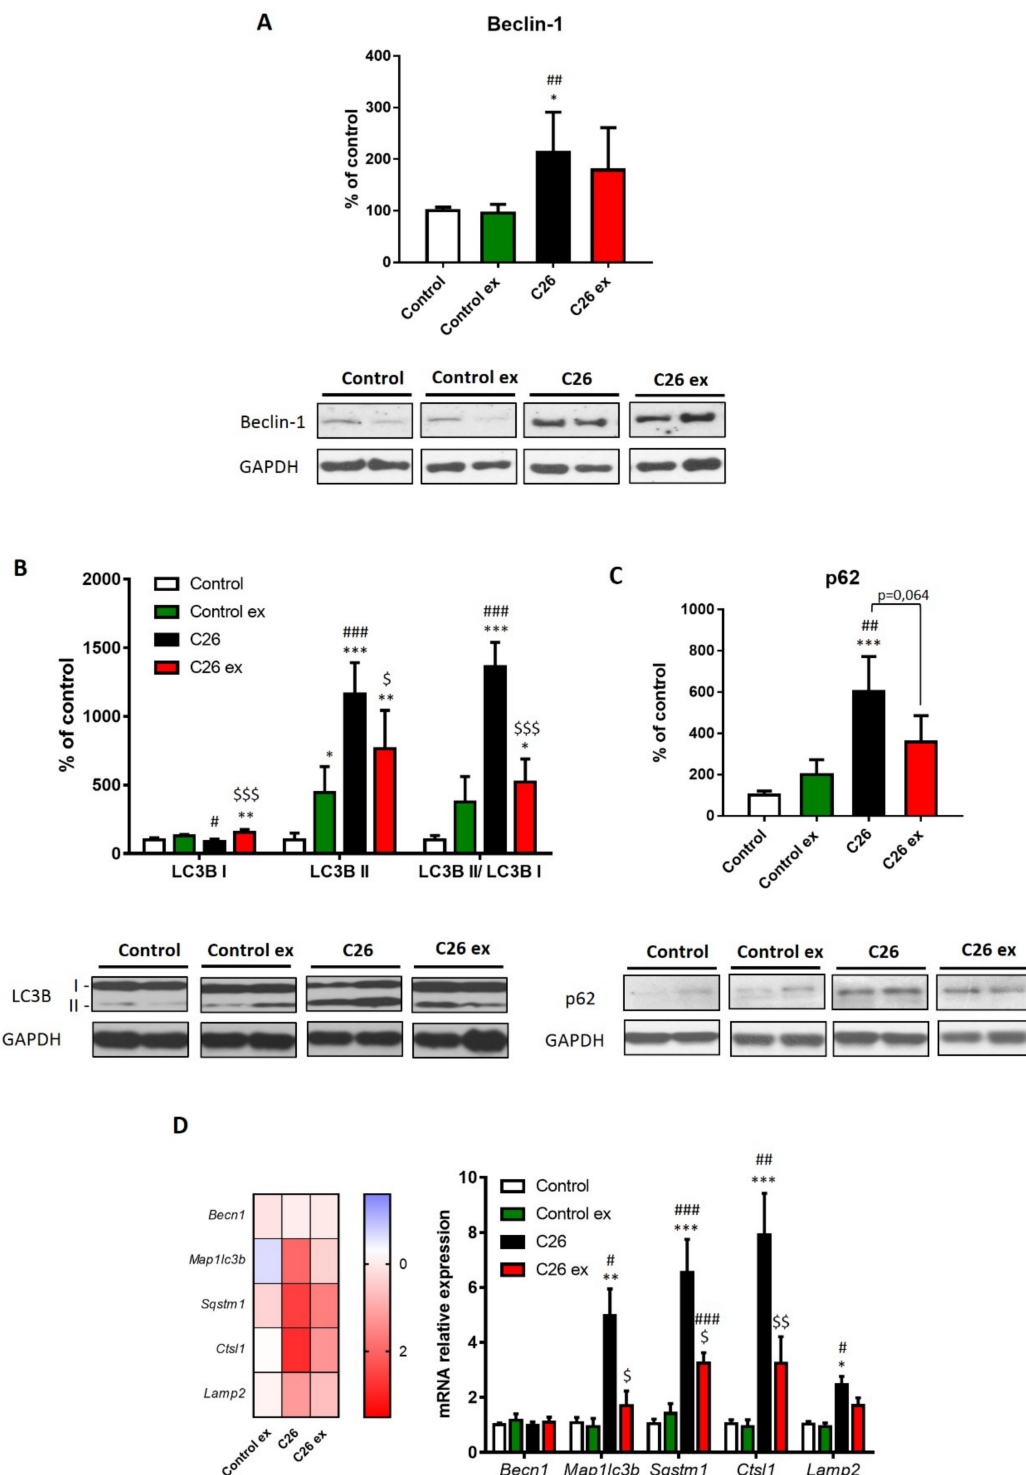 A
Beclin-1
400
300
200
100
0
% of control
##
*
Control
Control ex
C26
C26 ex
Control
Control ex
C26
C26 ex
Beclin-1
GAPDH
B
2000
1500
1000
500
0
% of control
Control
Control ex
C26
C26 ex
#
$$$
**
*
###
***
$
**
###
***
$$$
*
LC3B I
LC3B II
LC3B II/ LC3B I
C
p62
p=0,064
1000
800
600
400
200
0
% of control
##
***
Control
Control ex
C26
C26 ex
Control
Control ex
C26
C26 ex
LC3B
I -
II -
GAPDH
Control
Control ex
C26
C26 ex
p62
GAPDH
D
Becn1
Map1lc3b
Sqstm1
Ctsl1
Lamp2
Control ex
C26
C26 ex
0
2
10
8
6
4
2
0
mRNA relative expression
Control
Control ex
C26
C26 ex
#
**
$
###
***
###
$
##
***
$$
#
*
Becn1
Map1lc3b
Sqstm1
Ctsl1
Lamp2